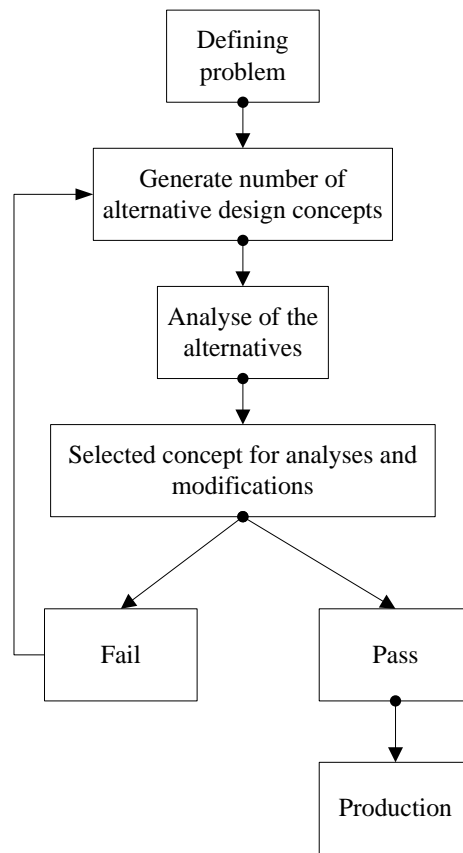 Defining
problem
Generate number of
alternative design concepts
Analyse of the
alternatives
Selected concept for analyses and
modifications
Fail
Pass
Production